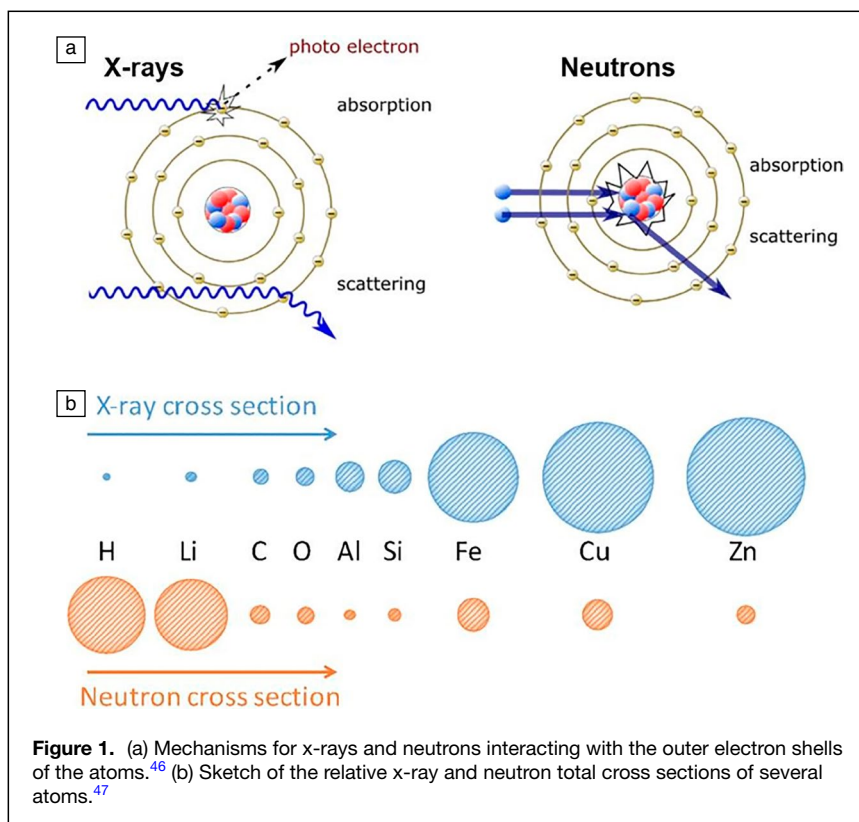 a
X-rays
photo electron
absorption
scattering
Neutrons
absorption
scattering
b
X-ray cross section
H Li C O Al Si Fe Cu Zn
Neutron cross section
Figure 1. (a) Mechanisms for x-rays and neutrons interacting with the outer electron shells
of the atoms.46 (b) Sketch of the relative x-ray and neutron total cross sections of several
atoms.47